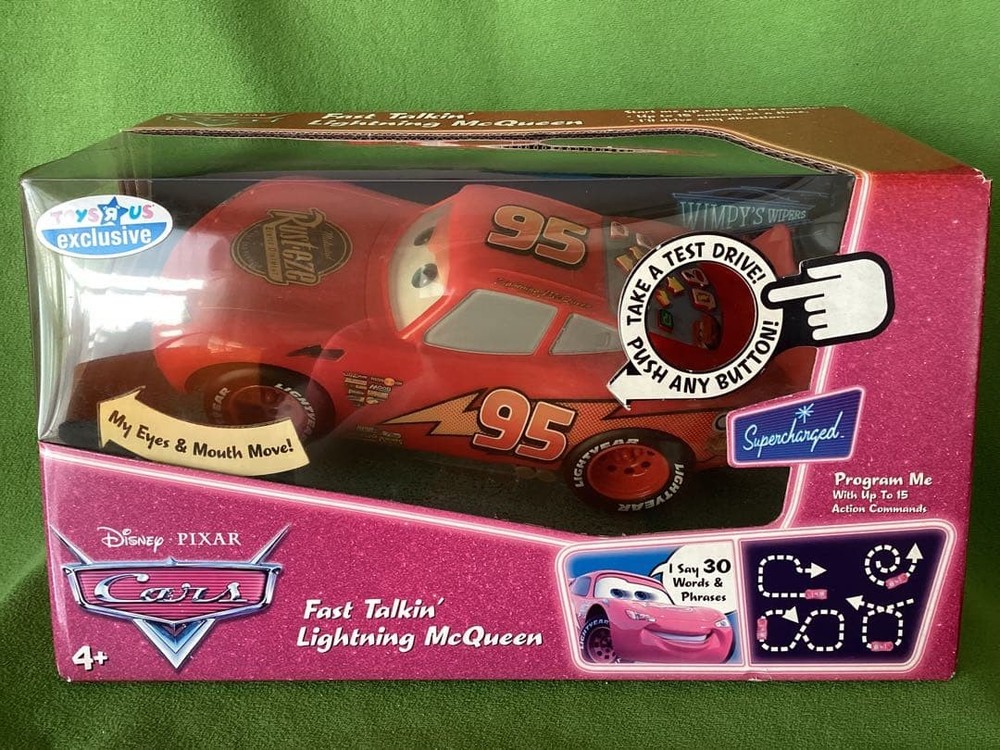 Fast Talkin'
Lightning McQueen
TOYS R US
exclusive
WIMPY'S WIPERS
Rust-eze
95
TAKE A TEST DRIVE!
PUSH ANY BUTTON!
LIGHTYEAR
95
LIGHTYEAR
LIGHTYEAR
LIGHTYEAR
My Eyes & Mouth Move!
Supercharged
Program Me
With Up To 15
Action Commands
DISNEY · PIXAR
Cars
Fast Talkin'
Lightning McQueen
I Say 30
Words &
Phrases
4+